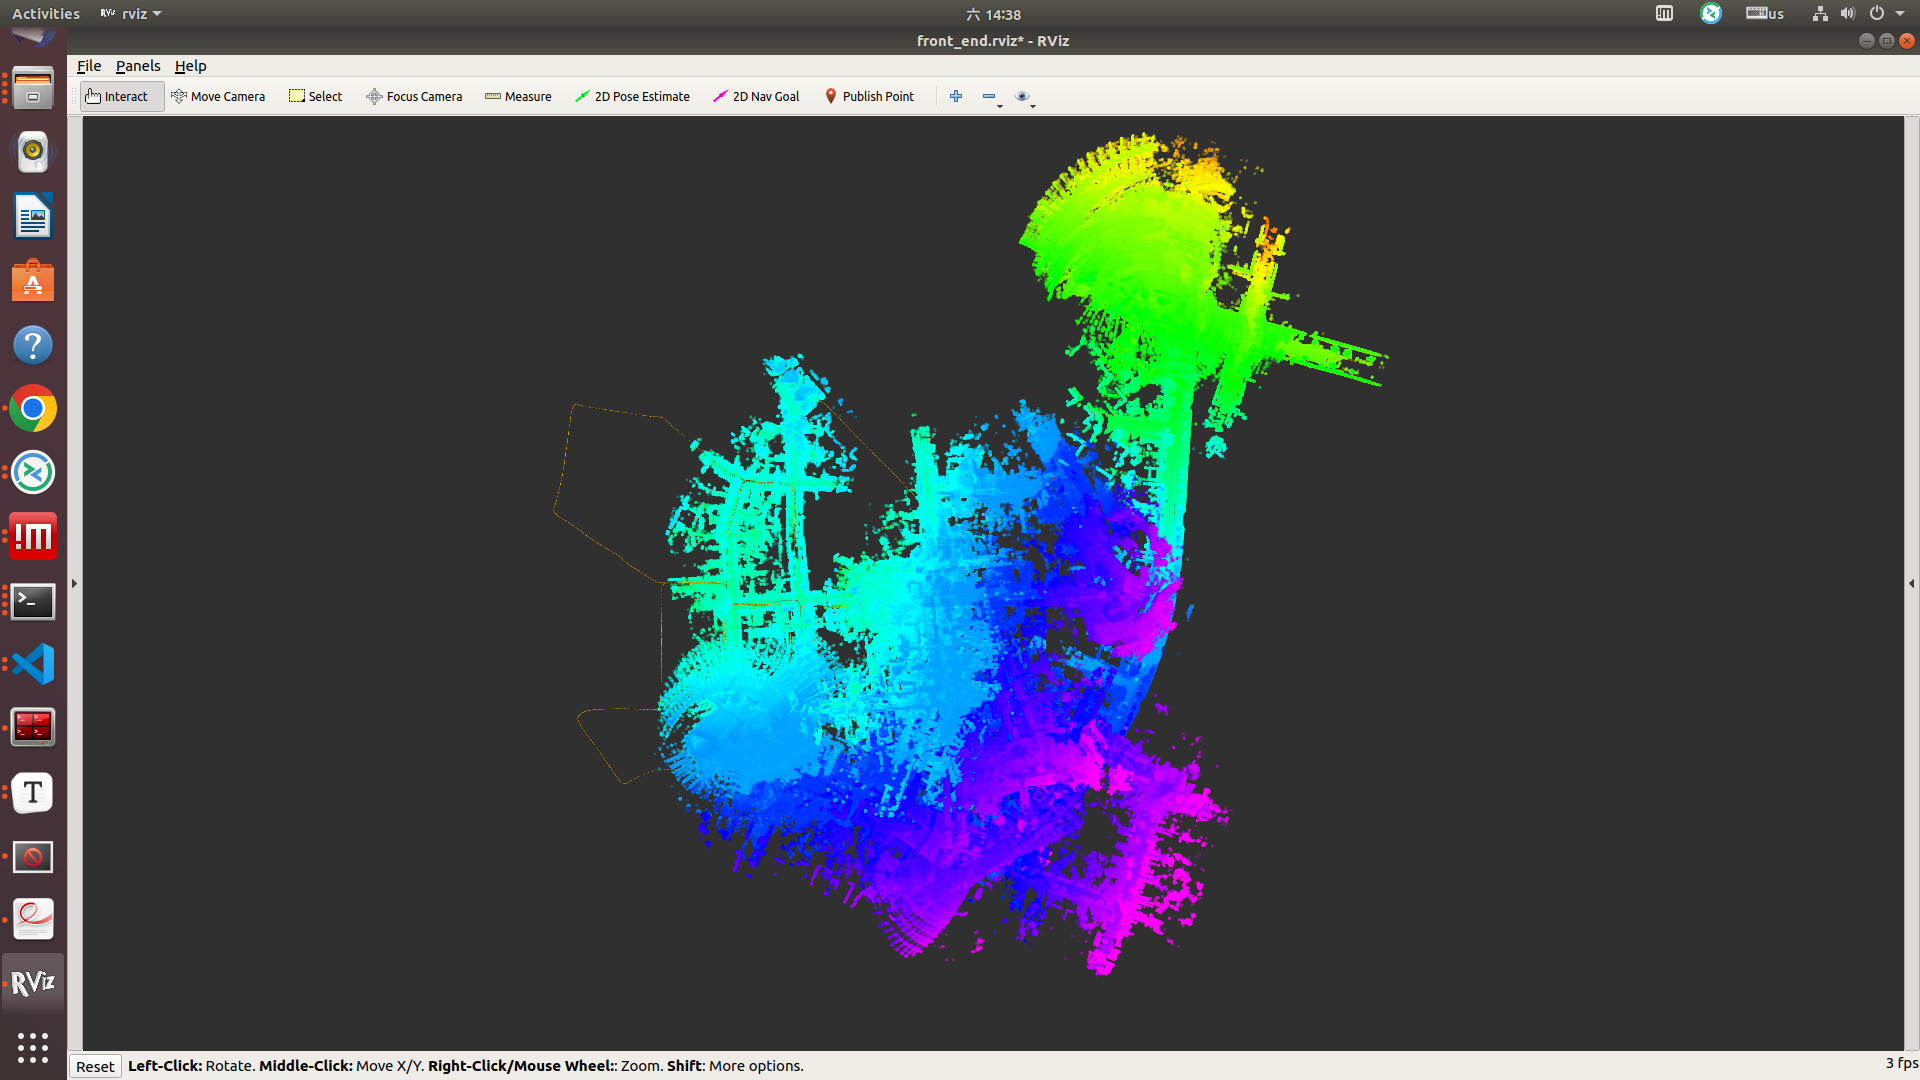 Activities
rviz
六 14:38
us
front_end.rviz* - RViz
File Panels Help
Interact Move Camera Select Focus Camera Measure 2D Pose Estimate 2D Nav Goal Publish Point
!M
T
RViz
Reset Left-Click: Rotate. Middle-Click: Move X/Y. Right-Click/Mouse Wheel:: Zoom. Shift: More options.
3 fps